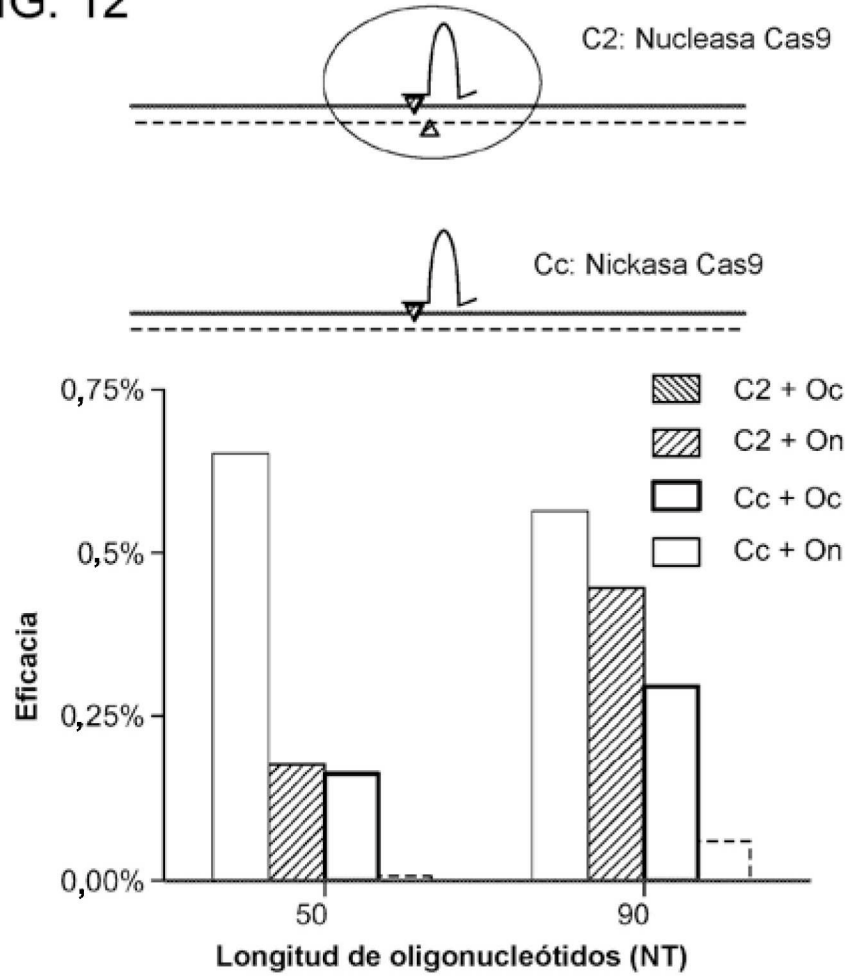 IG. 12
C2: Nucleasa Cas9
Cc: Nickasa Cas9
0,75%
0,5%
0,25%
0,00%
Eficacia
C2 + Oc
C2 + On
Cc + Oc
Cc + On
50
90
Longitud de oligonucleótidos (NT)